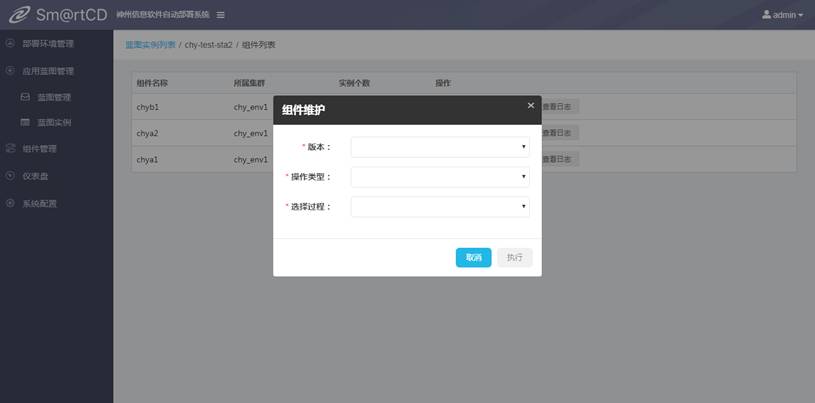 Sm@rtCD 神州信息软件自动部署系统 admin
部署环境管理
应用蓝图管理
蓝图管理
蓝图实例
组件管理
仪表盘
系统配置
蓝图实例列表 / chy-test-sta2 / 组件列表
组件名称 所属集群 实例个数 操作
chyb1 chy_env1 查看日志
chya2 chy_env1 查看日志
chya1 chy_env1 查看日志
组件维护 ×
* 版本：
* 操作类型：
* 选择过程：
取消 执行